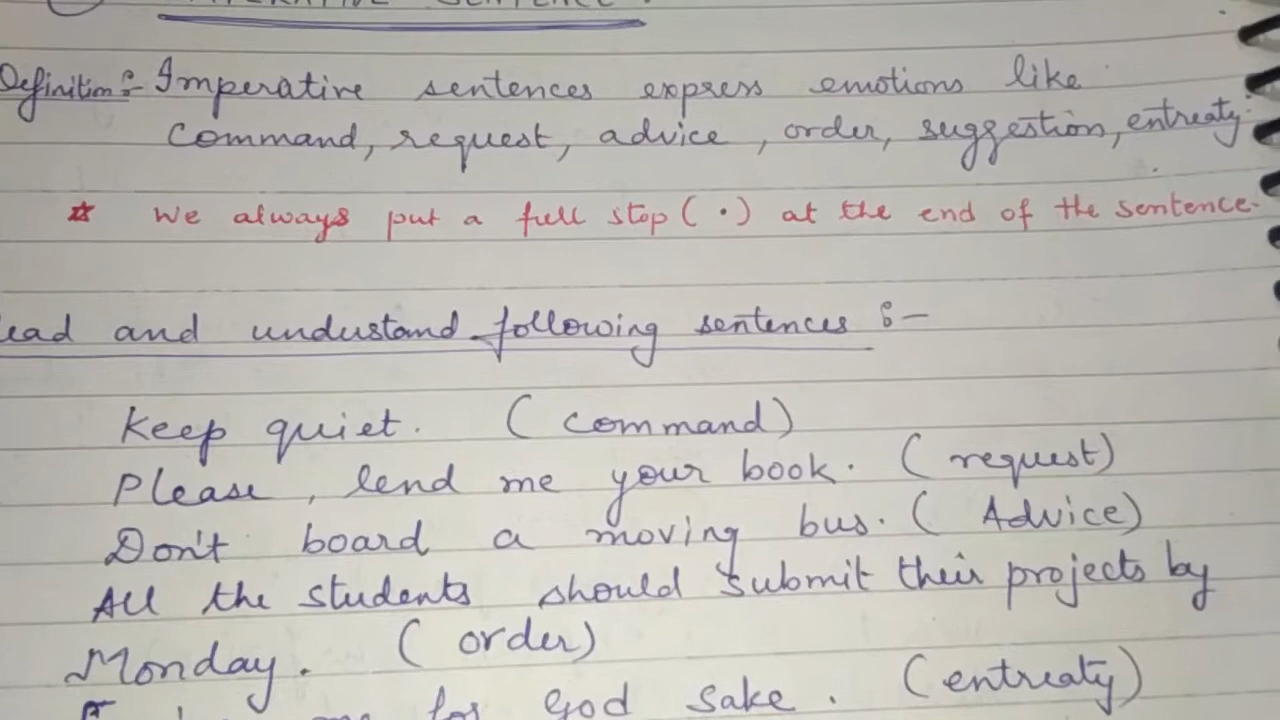 SENTENCE :
Definition :- Imperative sentences express emotions like
Command, request, advice, order, suggestion, entreaty.
☆ We always put a full stop ( . ) at the end of the sentence.
and understand following sentences :-
Keep quiet. ( Command )
Please, lend me your book. ( request )
Don't board a moving bus. ( Advice )
All the students should submit their projects by
Monday. ( order )
me for God sake. ( entreaty )